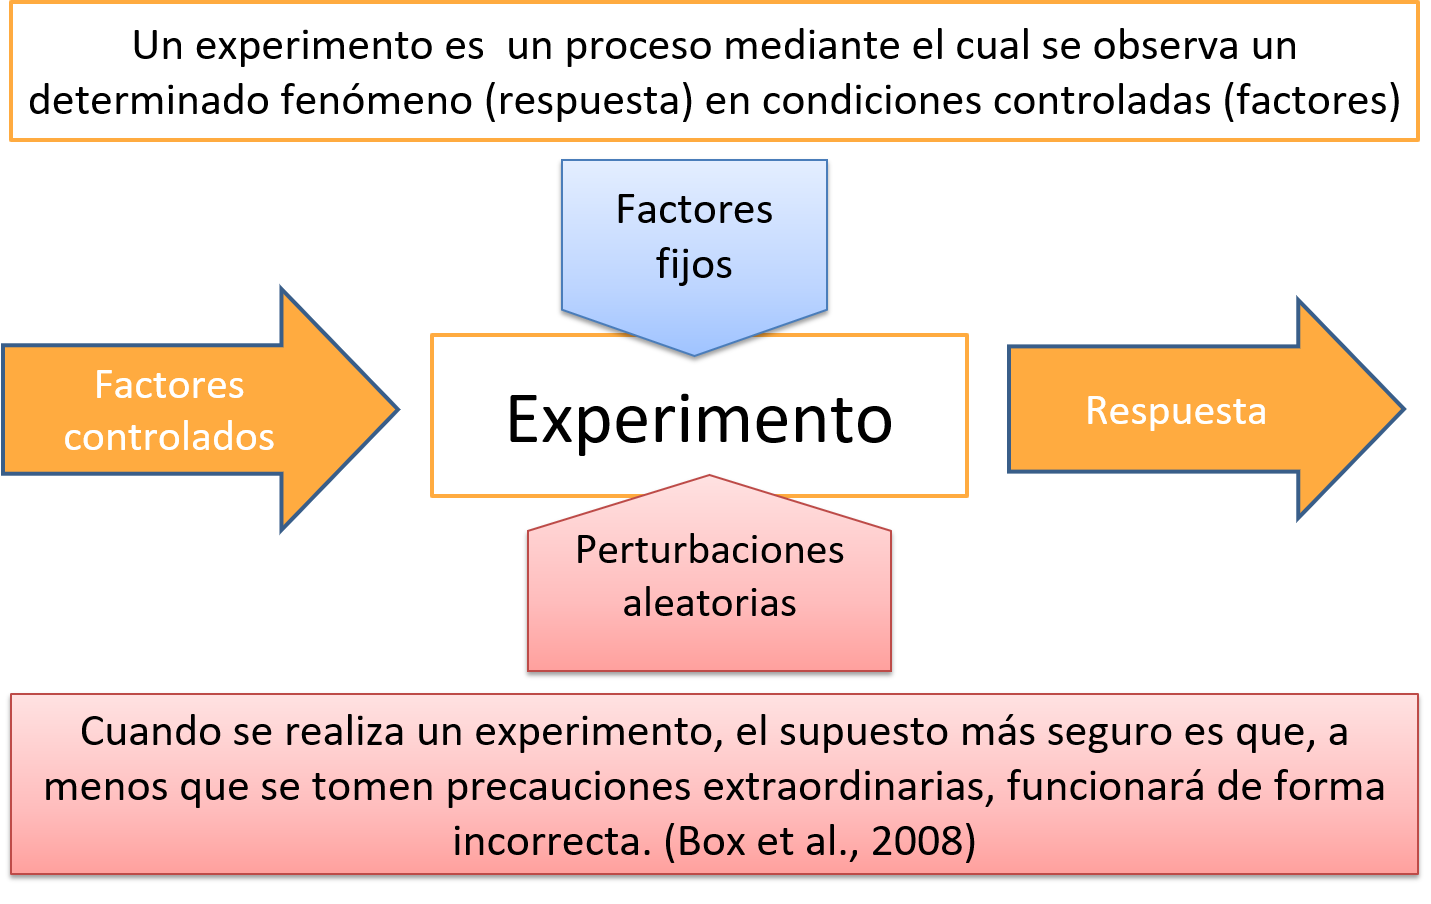 Un experimento es  un proceso mediante el cual se observa un
determinado fenómeno (respuesta) en condiciones controladas (factores)
Factores
fijos
Factores
controlados
Experimento
Respuesta
Perturbaciones
aleatorias
Cuando se realiza un experimento, el supuesto más seguro es que, a
menos que se tomen precauciones extraordinarias, funcionará de forma
incorrecta. (Box et al., 2008)